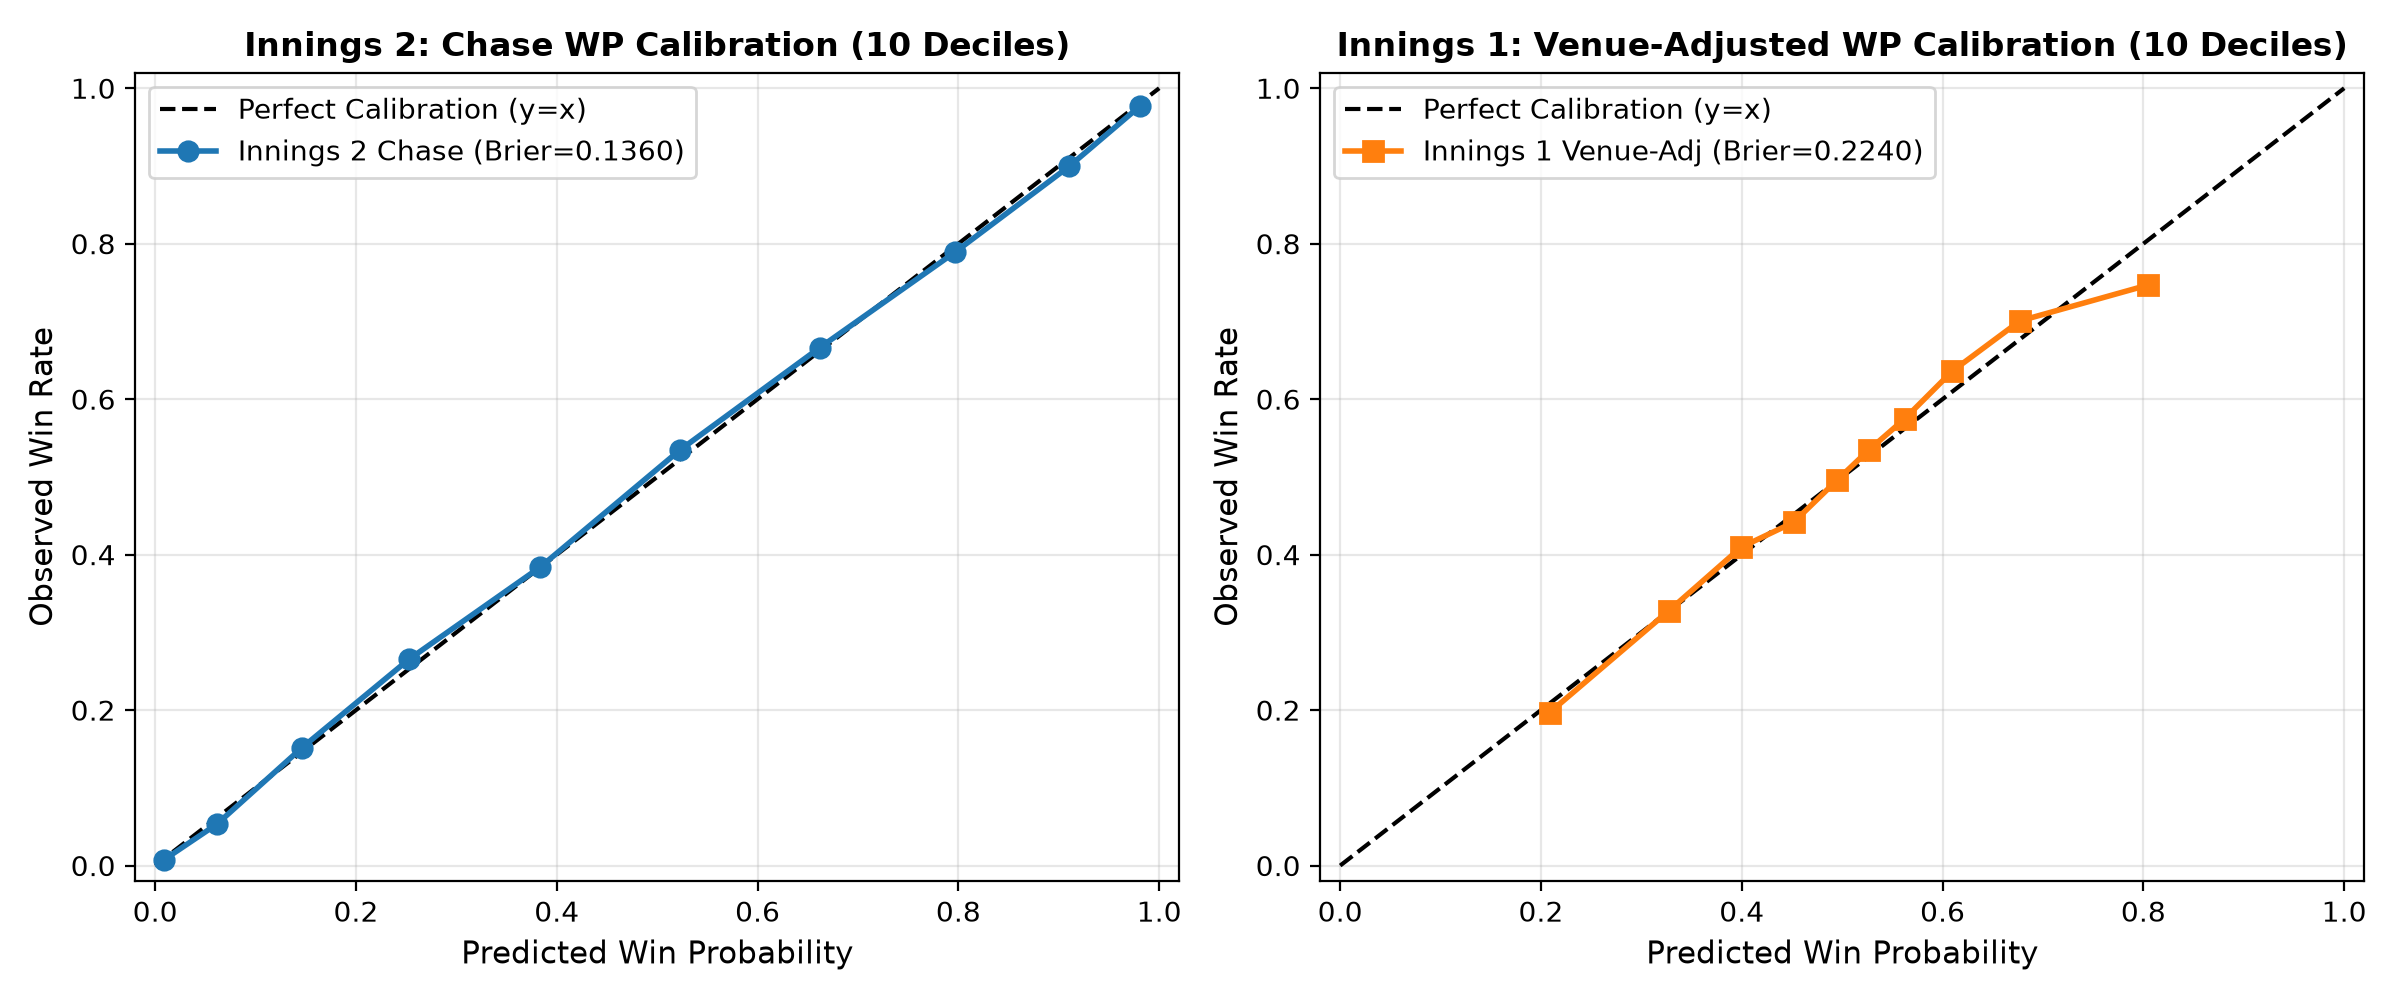 Innings 2: Chase WP Calibration (10 Deciles)
Perfect Calibration (y=x)
Innings 2 Chase (Brier=0.1360)
Observed Win Rate
1.0
0.8
0.6
0.4
0.2
0.0
0.0 0.2 0.4 0.6 0.8 1.0
Predicted Win Probability
Innings 1: Venue-Adjusted WP Calibration (10 Deciles)
Perfect Calibration (y=x)
Innings 1 Venue-Adj (Brier=0.2240)
Observed Win Rate
1.0
0.8
0.6
0.4
0.2
0.0
0.0 0.2 0.4 0.6 0.8 1.0
Predicted Win Probability